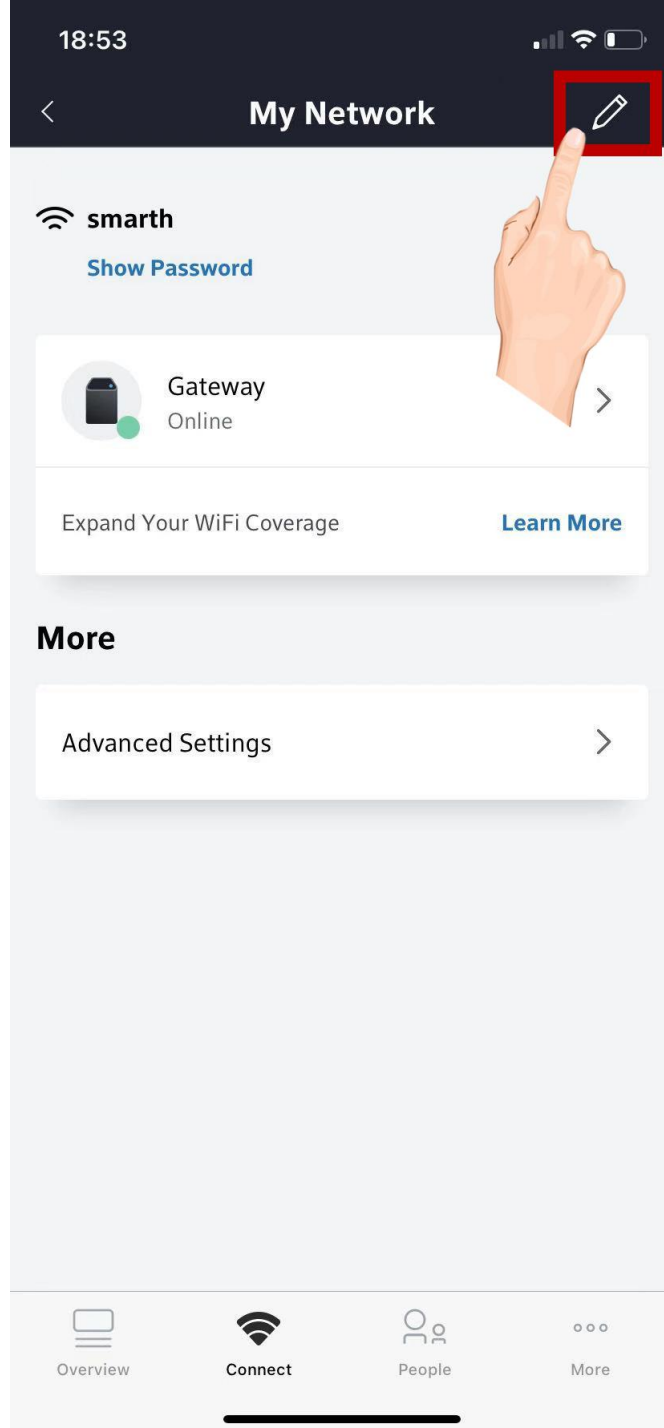 18:53
My Network
smarth
Show Password
Gateway
Online
Expand Your WiFi Coverage Learn More
More
Advanced Settings
Overview Connect People More